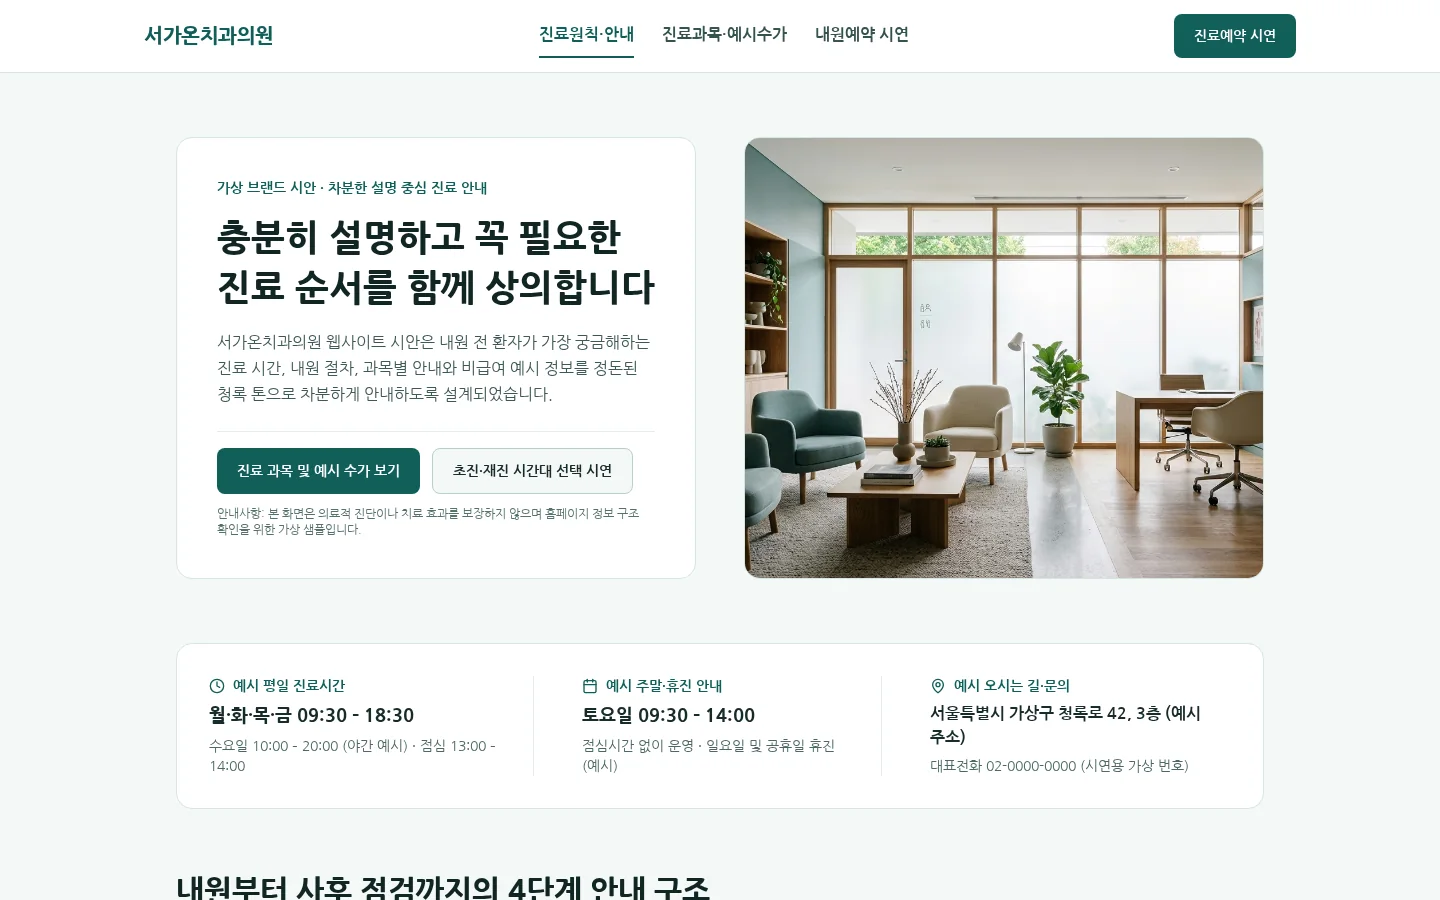 서가온치과의원
진료원칙·안내
진료과목·예시수가
내원예약 시연
진료예약 시연
가상 브랜드 시안 · 차분한 설명 중심 진료 안내
충분히 설명하고 꼭 필요한
진료 순서를 함께 상의합니다
서가온치과의원 웹사이트 시안은 내원 전 환자가 가장 궁금해하는
진료 시간, 내원 절차, 과목별 안내와 비급여 예시 정보를 정돈된
청록 톤으로 차분하게 안내하도록 설계되었습니다.
진료 과목 및 예시 수가 보기
초진·재진 시간대 선택 시연
안내사항: 본 화면은 의료적 진단이나 치료 효과를 보장하지 않으며 홈페이지 정보 구조
확인을 위한 가상 샘플입니다.
예시 평일 진료시간
월·화·목·금 09:30 - 18:30
수요일 10:00 - 20:00 (야간 예시) · 점심 13:00 -
14:00
예시 주말·휴진 안내
토요일 09:30 - 14:00
점심시간 없이 운영 · 일요일 및 공휴일 휴진
(예시)
예시 오시는 길·문의
서울특별시 가상구 청록로 42, 3층 (예시
주소)
대표전화 02-0000-0000 (시연용 가상 번호)
내원부터 사후 점검까지의 4단계 안내 구조